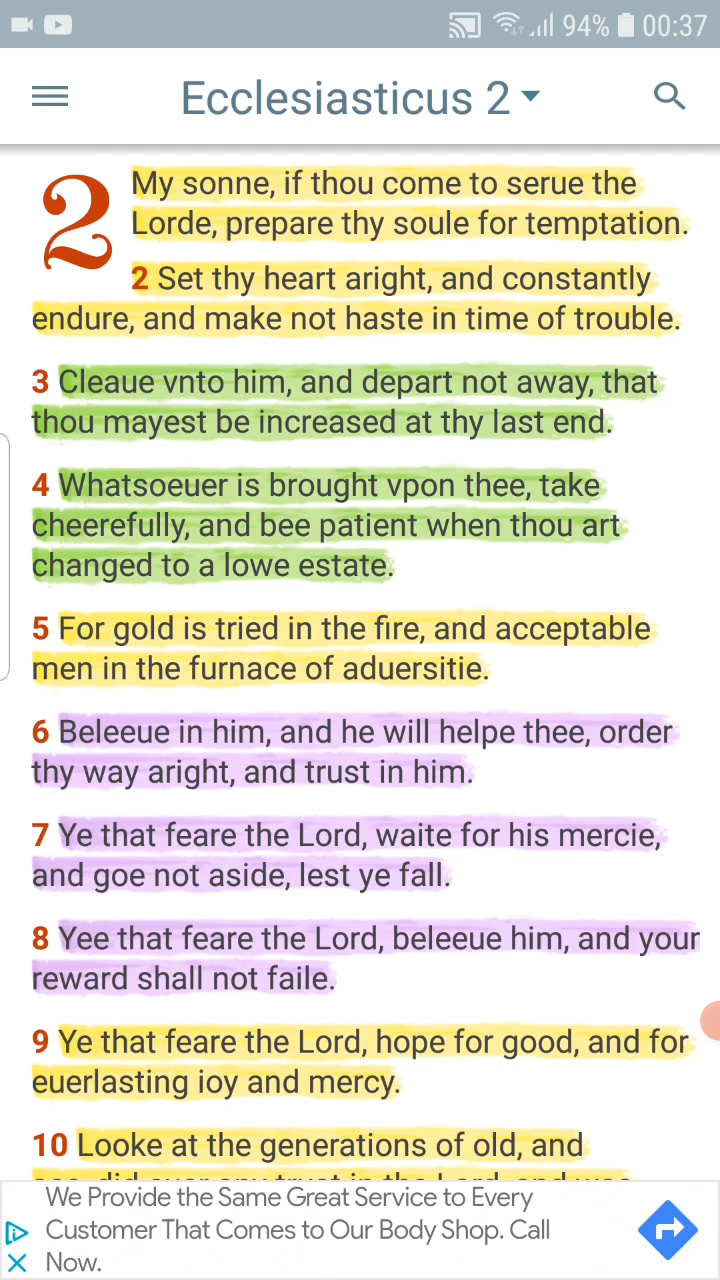 94% 00:37
Ecclesiasticus 2
2 My sonne, if thou come to serue the
Lorde, prepare thy soule for temptation.
2 Set thy heart aright, and constantly
endure, and make not haste in time of trouble.
3 Cleaue vnto him, and depart not away, that
thou mayest be increased at thy last end.
4 Whatsoeuer is brought vpon thee, take
cheerefully, and bee patient when thou art
changed to a lowe estate.
5 For gold is tried in the fire, and acceptable
men in the furnace of aduersitie.
6 Beleeue in him, and he will helpe thee, order
thy way aright, and trust in him.
7 Ye that feare the Lord, waite for his mercie,
and goe not aside, lest ye fall.
8 Yee that feare the Lord, beleeue him, and your
reward shall not faile.
9 Ye that feare the Lord, hope for good, and for
euerlasting ioy and mercy.
10 Looke at the generations of old, and
We Provide the Same Great Service to Every
Customer That Comes to Our Body Shop. Call
Now.